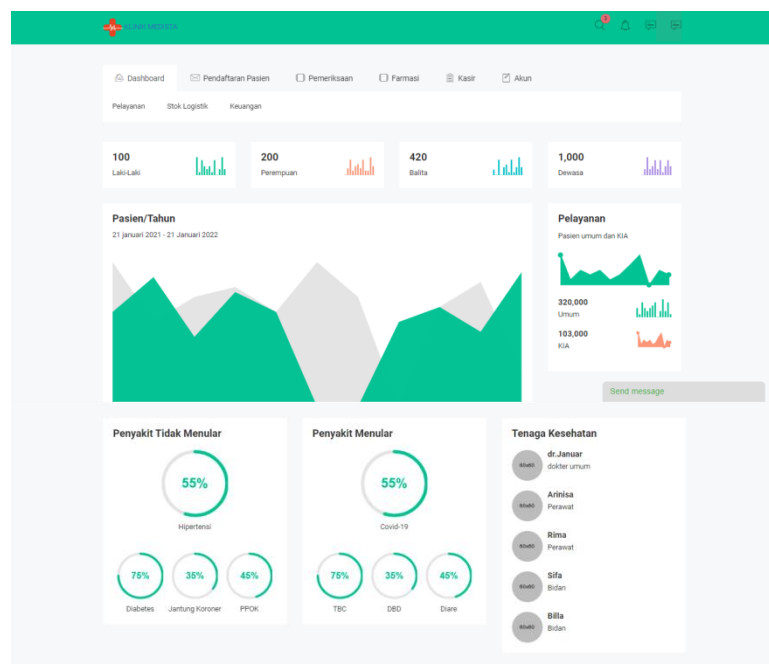 KLINIK MEDISTA
Dashboard Pendaftaran Pasien Pemeriksaan Farmasi Kasir Akun
Pelayanan Stok Logistik Keuangan
100
Laki-Laki
200
Perempuan
420
Balita
1,000
Dewasa
Pasien/Tahun
21 januari 2021 - 21 Januari 2022
Pelayanan
Pasien umum dan KIA
320,000
Umum
103,000
KIA
Send message
Penyakit Tidak Menular
55%
Hipertensi
75% 35% 45%
Diabetes Jantung Koroner PPOK
Penyakit Menular
55%
Covid-19
75% 35% 45%
TBC DBD Diare
Tenaga Kesehatan
60x60
dr.Januar
dokter umum
60x60
Arinisa
Perawat
60x60
Rima
Perawat
60x60
Sifa
Bidan
60x60
Billa
Bidan